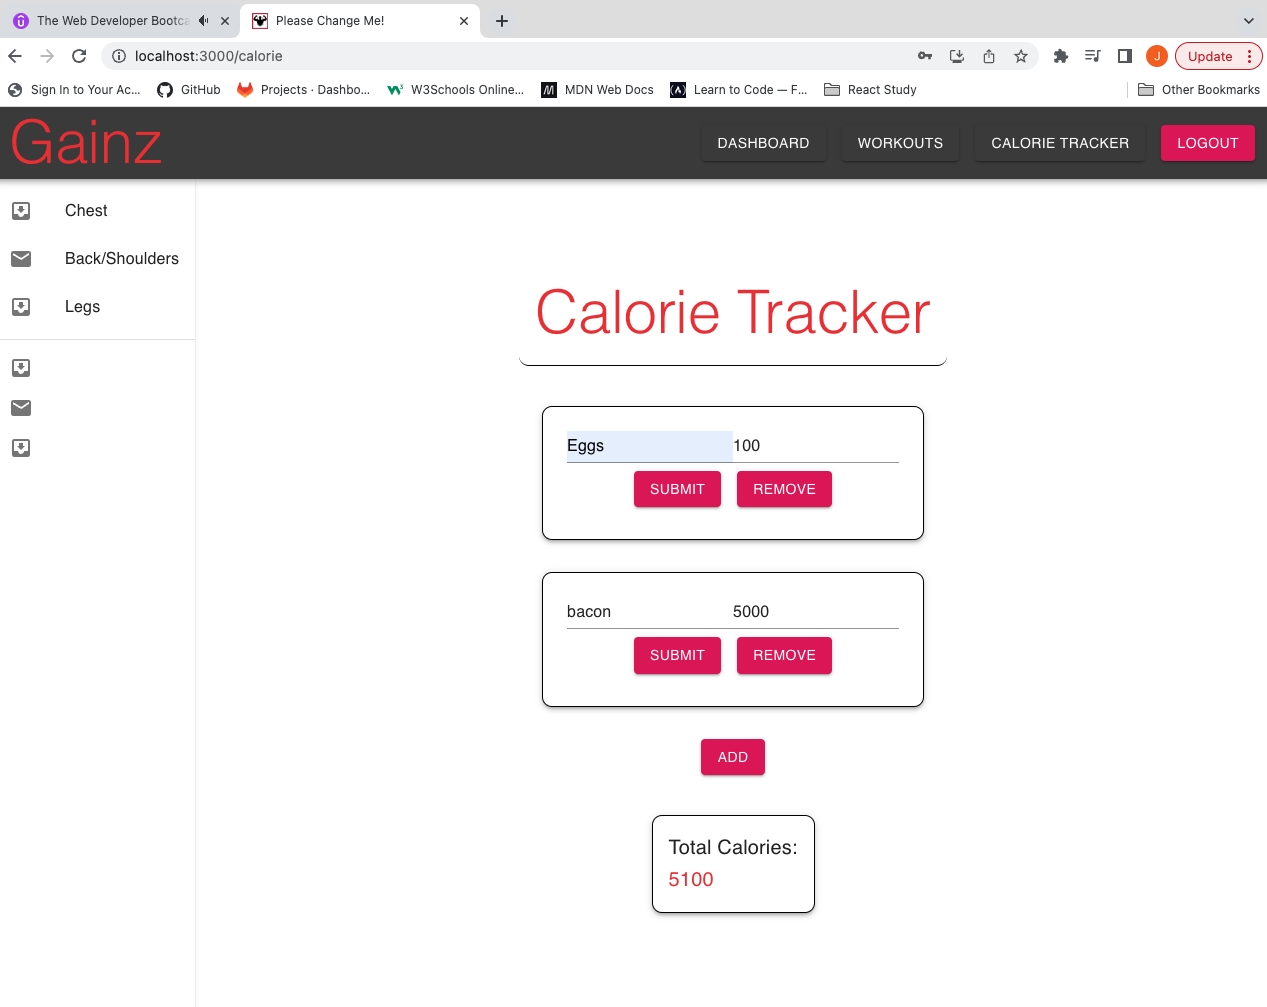 The Web Developer Bootca
Please Change Me!
localhost:3000/calorie
J
Update
Sign In to Your Ac...
GitHub
Projects · Dashbo...
W3Schools Online...
MDN Web Docs
Learn to Code — F...
React Study
Other Bookmarks
Gainz
DASHBOARD
WORKOUTS
CALORIE TRACKER
LOGOUT
Chest
Back/Shoulders
Legs
Calorie Tracker
Eggs 100
SUBMIT REMOVE
bacon 5000
SUBMIT REMOVE
ADD
Total Calories:
5100